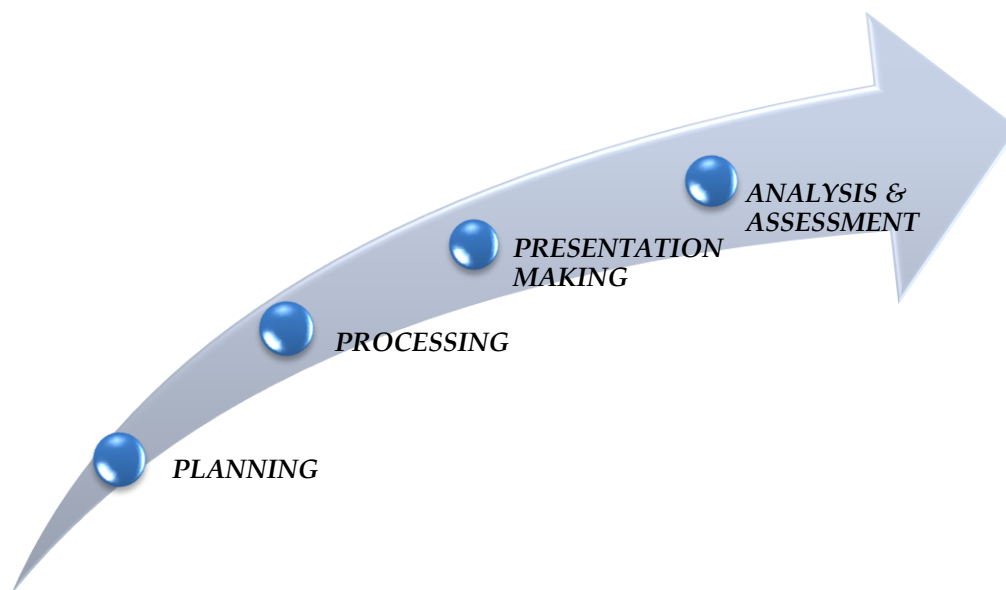 ANALYSIS &
ASSESSMENT
PRESENTATION
MAKING
PROCESSING
PLANNING